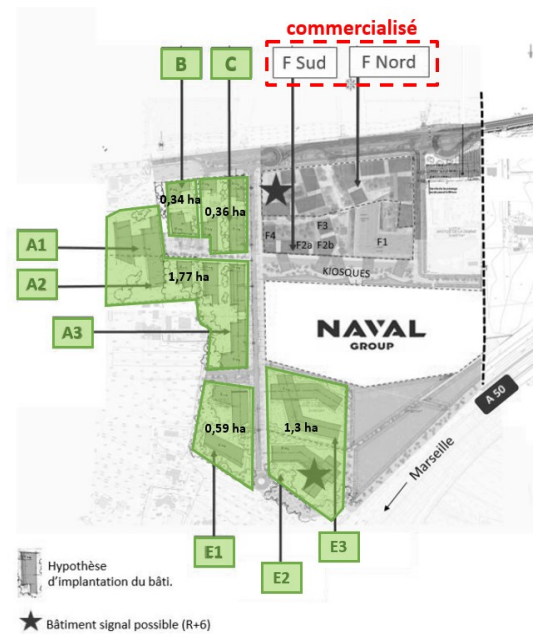 commercialisé
B
C
F Sud
F Nord
0,34 ha
0,36 ha
A1
A2
1,77 ha
A3
F4
F3
F2a
F2b
F1
KIOSQUES
NAVAL
GROUP
A 50
Marseille
0,59 ha
1,3 ha
E1
E2
E3
Hypothèse
d'implantation du bâti.
Bâtiment signal possible (R+6)